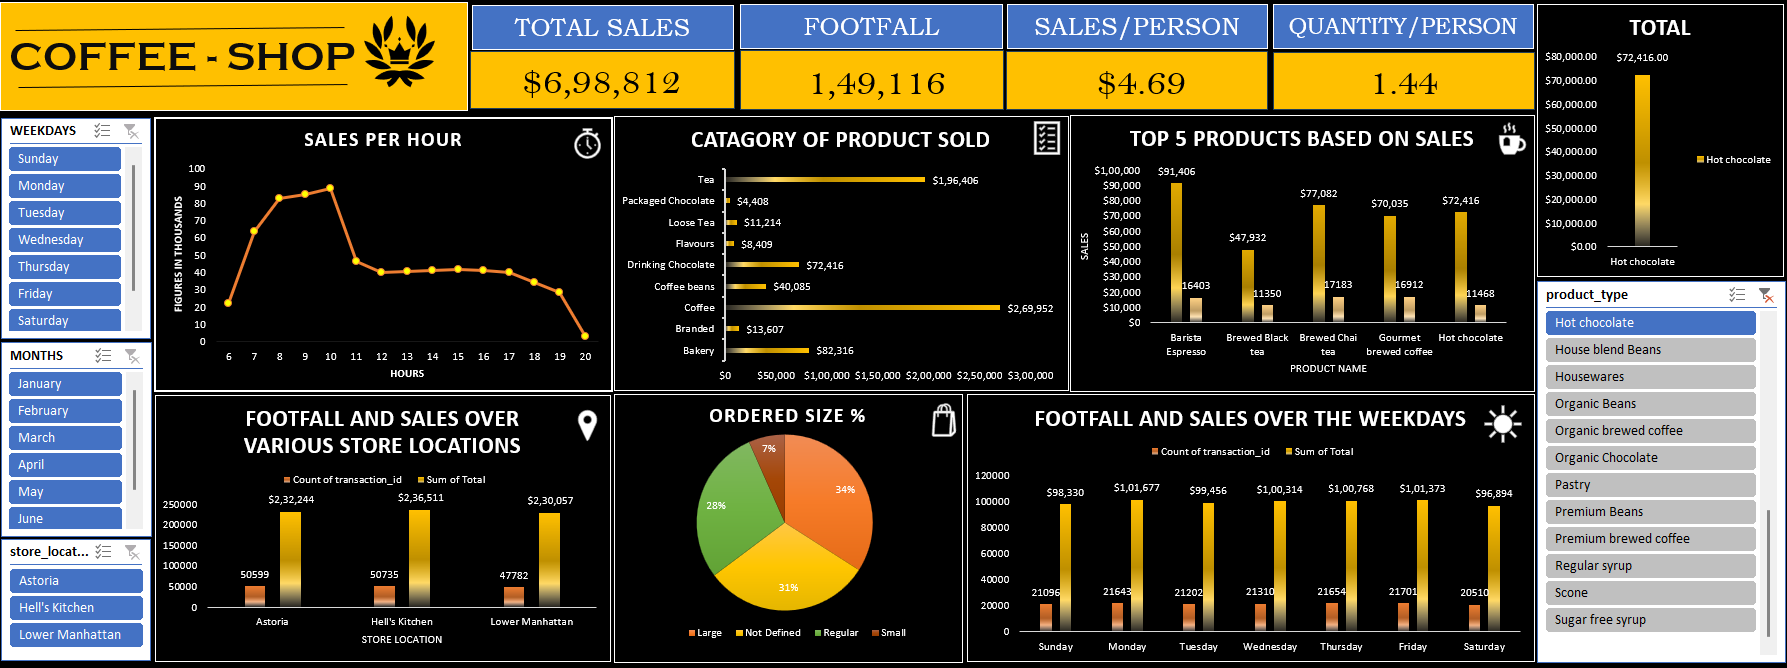 COFFEE - SHOP
TOTAL SALES
$6,98,812
FOOTFALL
1,49,116
SALES/PERSON
$4.69
QUANTITY/PERSON
1.44
TOTAL
$80,000.00
$70,000.00
$60,000.00
$50,000.00
$40,000.00
$30,000.00
$20,000.00
$10,000.00
$0.00
$72,416.00
Hot chocolate
Hot chocolate
WEEKDAYS
Sunday
Monday
Tuesday
Wednesday
Thursday
Friday
Saturday
MONTHS
January
February
March
April
May
June
store_locat...
Astoria
Hell's Kitchen
Lower Manhattan
SALES PER HOUR
FIGURES IN THOUSANDS
100
90
80
70
60
50
40
30
20
10
0
6 7 8 9 10 11 12 13 14 15 16 17 18 19 20
HOURS
CATAGORY OF PRODUCT SOLD
Tea $1,96,406
Packaged Chocolate $4,408
Loose Tea $11,214
Flavours $8,409
Drinking Chocolate $72,416
Coffee beans $40,085
Coffee $2,69,952
Branded $13,607
Bakery $82,316
$0 $50,000 $1,00,000 $1,50,000 $2,00,000 $2,50,000 $3,00,000
TOP 5 PRODUCTS BASED ON SALES
SALES
$1,00,000
$90,000
$80,000
$70,000
$60,000
$50,000
$40,000
$30,000
$20,000
$10,000
$0
$91,406 $47,932 $77,082 $70,035 $72,416
16403 11350 17183 16912 11468
Barista Espresso
Brewed Black tea
Brewed Chai tea
Gourmet brewed coffee
Hot chocolate
PRODUCT NAME
product_type
Hot chocolate
House blend Beans
Housewares
Organic Beans
Organic brewed coffee
Organic Chocolate
Pastry
Premium Beans
Premium brewed coffee
Regular syrup
Scone
Sugar free syrup
FOOTFALL AND SALES OVER
VARIOUS STORE LOCATIONS
Count of transaction_id Sum of Total
250000
200000
150000
100000
50000
0
$2,32,244 $2,36,511 $2,30,057
50599 50735 47782
Astoria Hell's Kitchen Lower Manhattan
STORE LOCATION
ORDERED SIZE %
7%
34%
28%
31%
Large Not Defined Regular Small
FOOTFALL AND SALES OVER THE WEEKDAYS
Count of transaction_id Sum of Total
120000
100000
80000
60000
40000
20000
0
$98,330 $1,01,677 $99,456 $1,00,314 $1,00,768 $1,01,373 $96,894
21096 21643 21202 21310 21654 21701 20510
Sunday Monday Tuesday Wednesday Thursday Friday Saturday